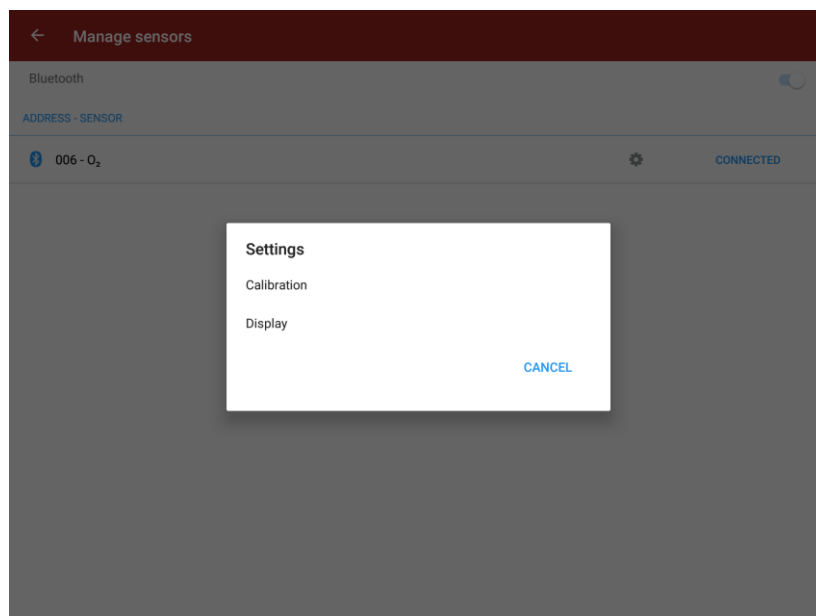 Manage sensors
Bluetooth
ADDRESS - SENSOR
006 - O₂
CONNECTED
Settings
Calibration
Display
CANCEL